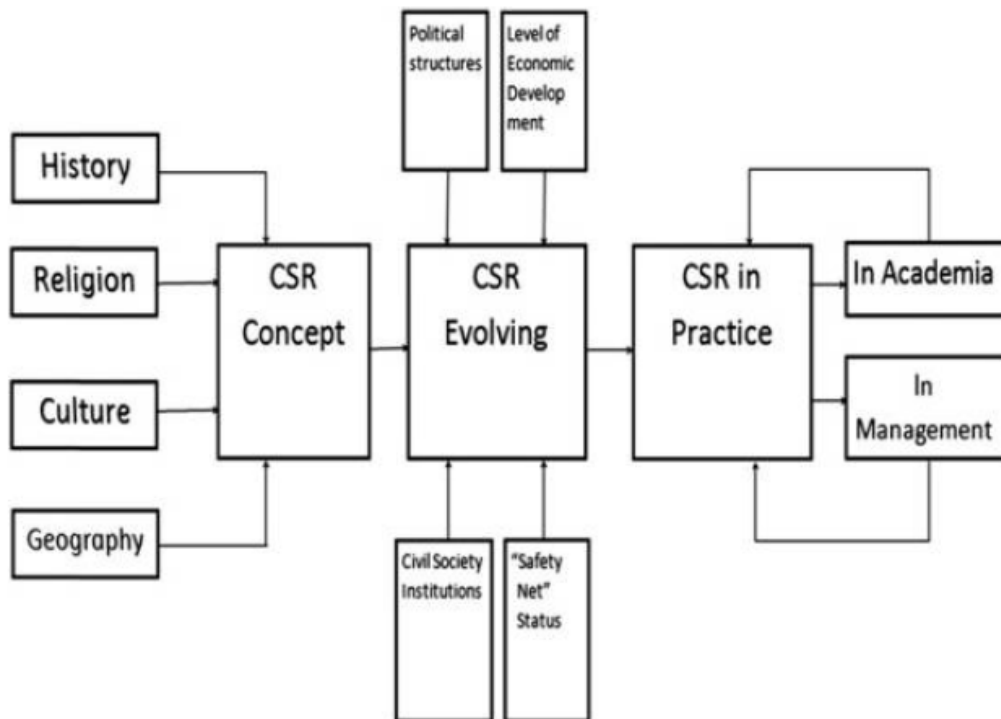 Political
structures
Level of
Economic
Develop
ment
History
Religion
Culture
Geography
CSR
Concept
CSR
Evolving
CSR in
Practice
In Academia
In
Management
Civil Society
Institutions
“Safety
Net”
Status